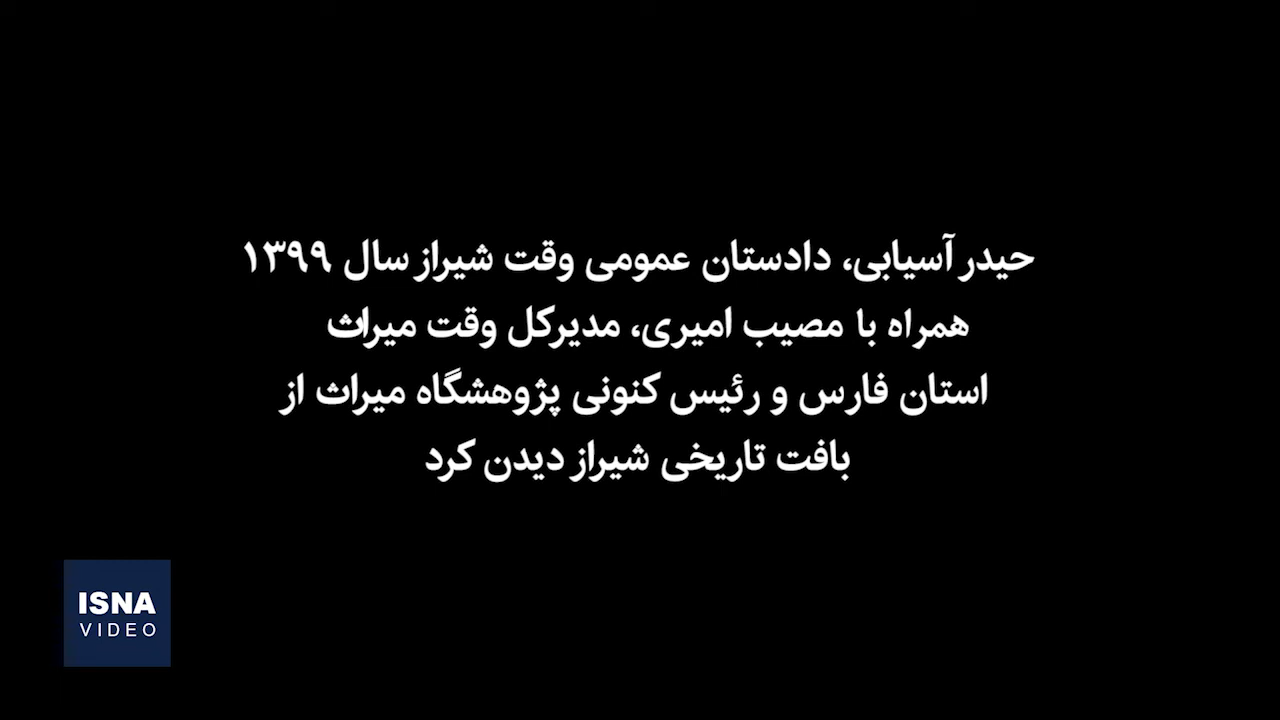 حیدر آسیابی، دادستان عمومی وقت شیراز سال ۱۳۹۹
همراه با مصیب امیری، مدیرکل وقت میراث
استان فارس و رئیس کنونی پژوهشگاه میراث از
بافت تاریخی شیراز دیدن کرد
ISNA
VIDEO